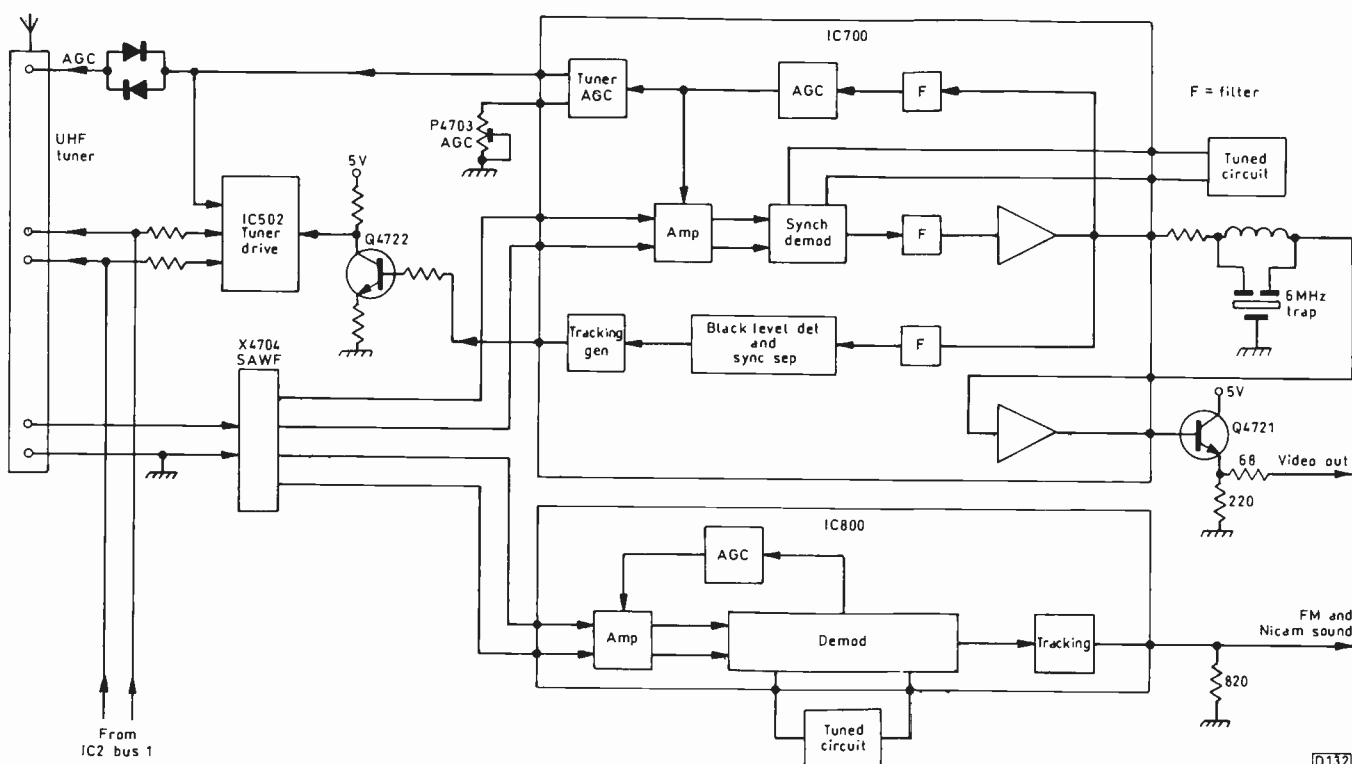 IC700
AGC
Tuner
AGC
AGC
F
F = filter
P4703
AGC
UHF
tuner
5V
Tuned
circuit
IC502
Tuner
drive
Q4722
Amp
Synch
demod
F
6MHz
trap
X4704
SAWF
Tracking
gen
Black level det
and
sync sep
F
5V
Q4721
68
Video out
220
IC800
AGC
Amp
Demod
Tracking
FM and
Nicam sound
820
From
IC2 bus 1
Tuned
circuit
D132